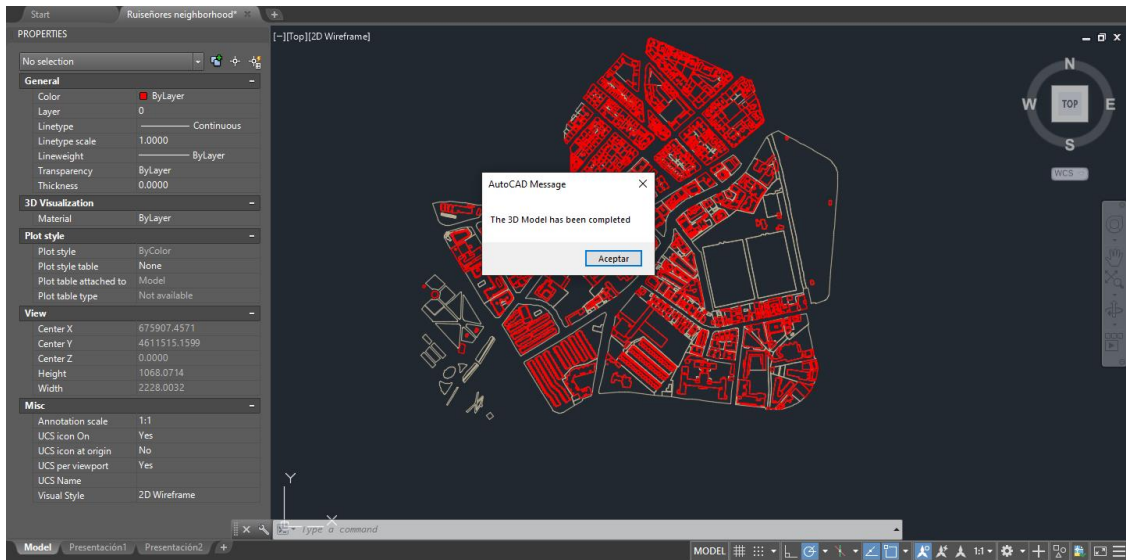 Start
Ruiseñores neighborhood*
PROPERTIES
No selection
General
Color ByLayer
Layer 0
Linetype Continuous
Linetype scale 1.0000
Lineweight ByLayer
Transparency ByLayer
Thickness 0.0000
3D Visualization
Material ByLayer
Plot style
Plot style ByColor
Plot style table None
Plot table attached to Model
Plot table type Not available
View
Center X 675907.4571
Center Y 4611515.1599
Center Z 0.0000
Height 1068.0714
Width 2228.0032
Misc
Annotation scale 1:1
UCS icon On Yes
UCS icon at origin No
UCS per viewport Yes
UCS Name
Visual Style 2D Wireframe
[−][Top][2D Wireframe]
N
W TOP E
S
WCS
AutoCAD Message
The 3D Model has been completed
Aceptar
Y
X
Type a command
Model Presentación1 Presentación2 +
MODEL 1:1